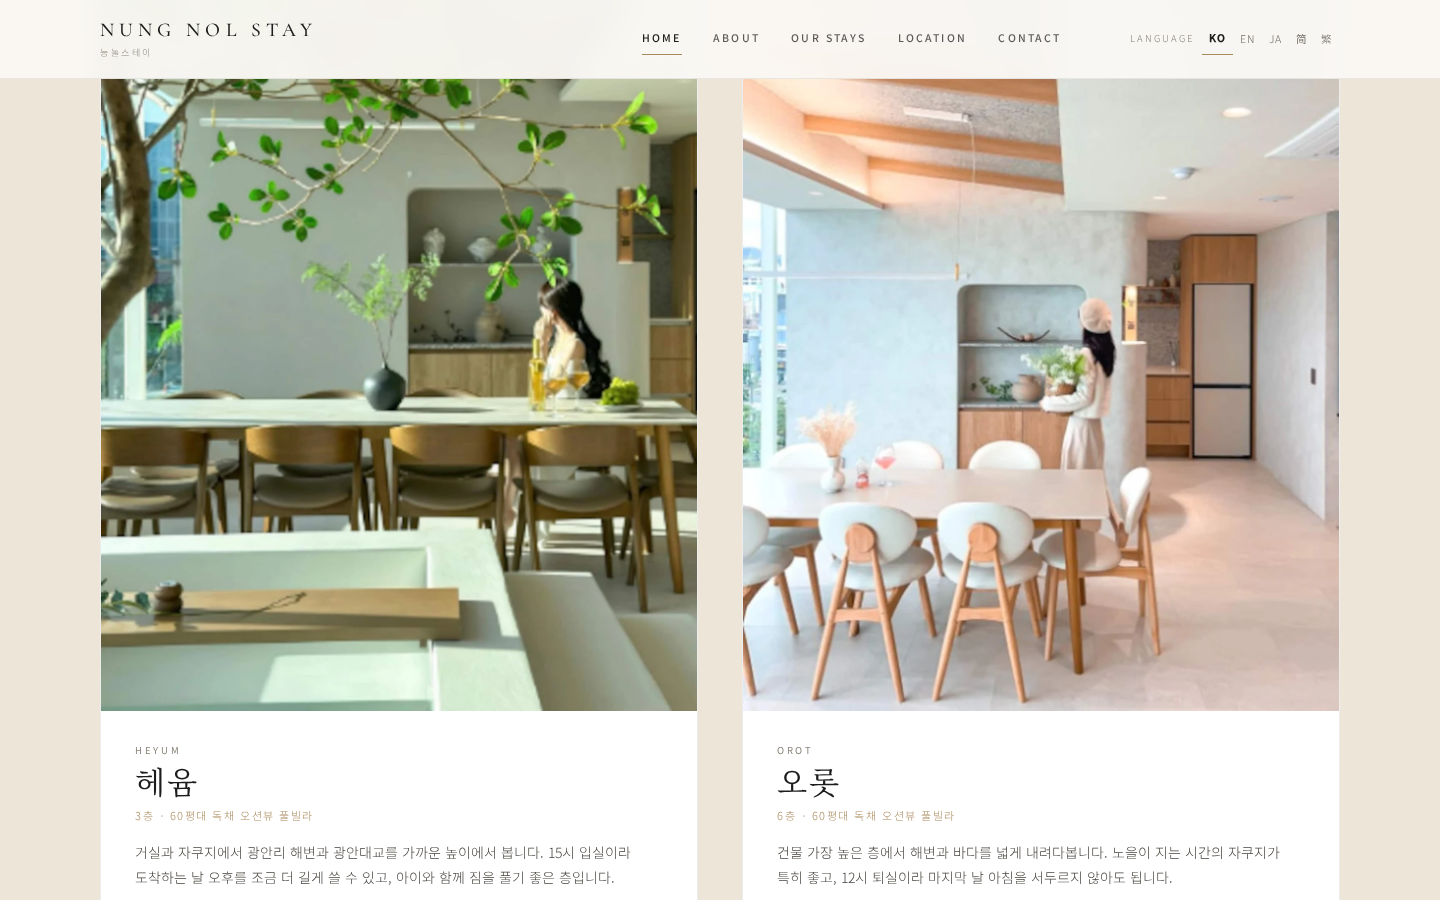 NUNG NOL STAY
능놀스테이
HOME ABOUT OUR STAYS LOCATION CONTACT LANGUAGE KO EN JA 简 繁
HEYUM
헤윰
3층 · 60평대 독채 오션뷰 풀빌라
거실과 자쿠지에서 광안리 해변과 광안대교를 가까운 높이에서 봅니다. 15시 입실이라
도착하는 날 오후를 조금 더 길게 쓸 수 있고, 아이와 함께 짐을 풀기 좋은 층입니다.
OROT
오롯
6층 · 60평대 독채 오션뷰 풀빌라
건물 가장 높은 층에서 해변과 바다를 넓게 내려다봅니다. 노을이 지는 시간의 자쿠지가
특히 좋고, 12시 퇴실이라 마지막 날 아침을 서두르지 않아도 됩니다.